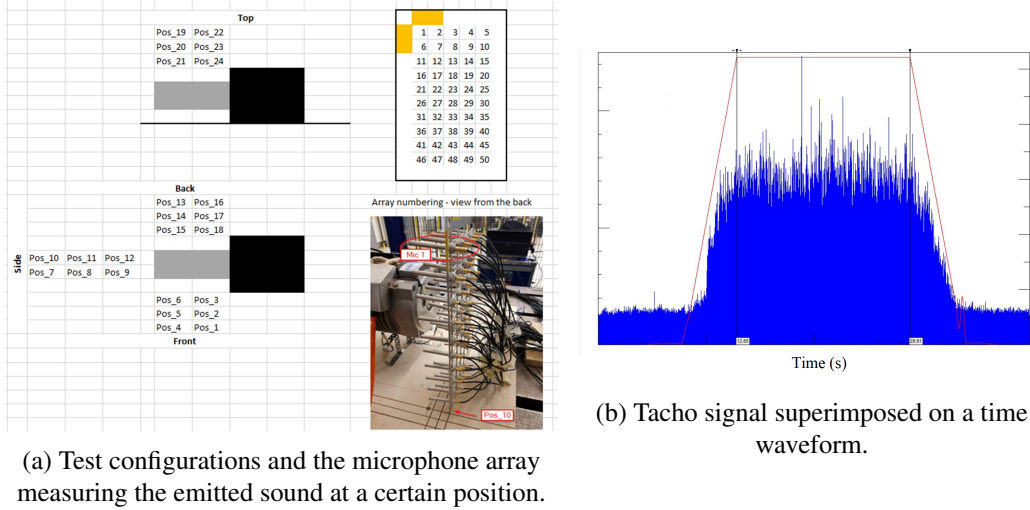 Top
Pos_19 Pos_22
Pos_20 Pos_23
Pos_21 Pos_24
Back
Pos_13 Pos_16
Pos_14 Pos_17
Pos_15 Pos_18
Side
Pos_10 Pos_11 Pos_12
Pos_7 Pos_8 Pos_9
Pos_6 Pos_3
Pos_5 Pos_2
Pos_4 Pos_1
Front
1 2 3 4 5
6 7 8 9 10
11 12 13 14 15
16 17 18 19 20
21 22 23 24 25
26 27 28 29 30
31 32 33 34 35
36 37 38 39 40
41 42 43 44 45
46 47 48 49 50
Array numbering - view from the back
Mic 1
Pos_10
(a) Test configurations and the microphone array
measuring the emitted sound at a certain position.
Time (s)
(b) Tacho signal superimposed on a time
waveform.